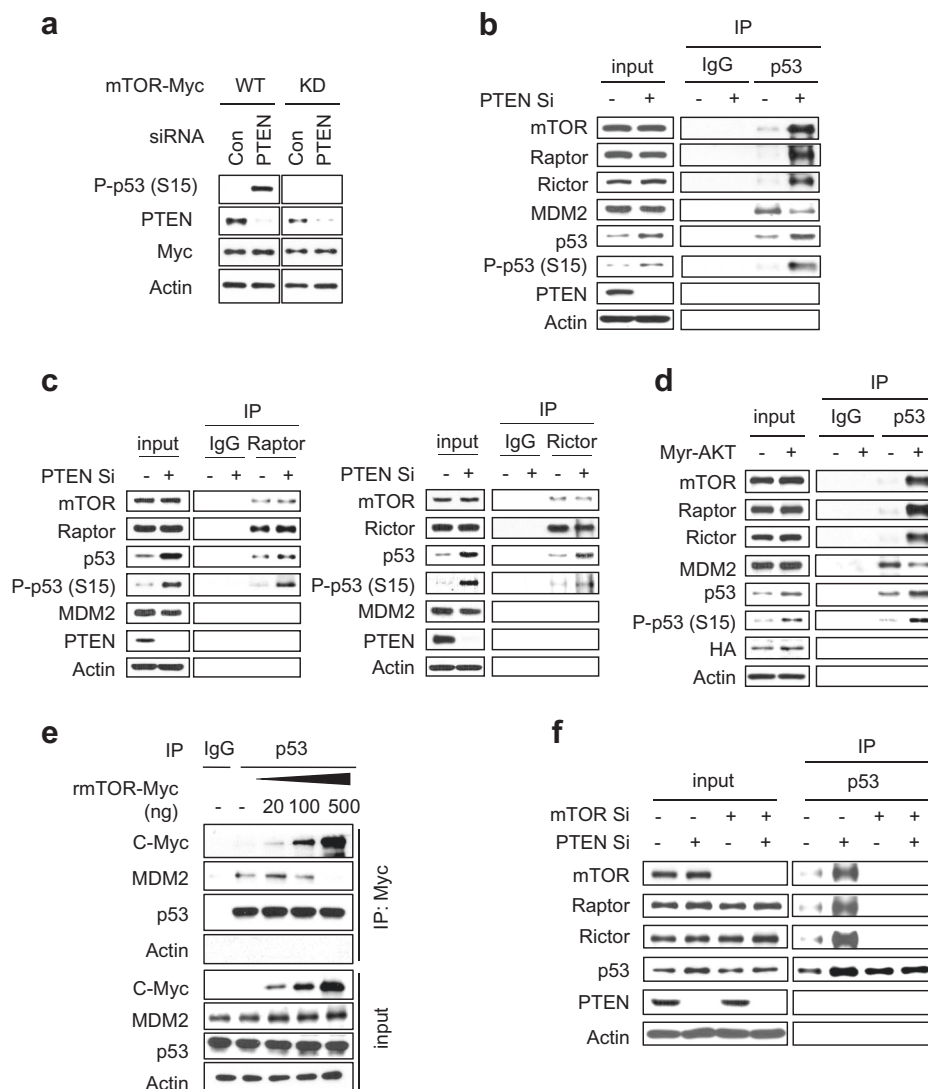 a
mTOR-Myc WT KD
siRNA Con PTEN Con PTEN
P-p53 (S15)
PTEN
Myc
Actin
b
IP
input IgG p53
PTEN Si - + - + - +
mTOR
Raptor
Rictor
MDM2
p53
P-p53 (S15)
PTEN
Actin
c
IP
input IgG Raptor
PTEN Si - + - + - +
mTOR
Raptor
p53
P-p53 (S15)
MDM2
PTEN
Actin
IP
input IgG Rictor
PTEN Si - + - + - +
mTOR
Rictor
p53
P-p53 (S15)
MDM2
PTEN
Actin
d
IP
input IgG p53
Myr-AKT - + - + - +
mTOR
Raptor
Rictor
MDM2
p53
P-p53 (S15)
HA
Actin
e
IP IgG p53
rmTOR-Myc
(ng) - - 20 100 500
C-Myc
MDM2
p53
Actin
IP: Myc
C-Myc
MDM2
p53
Actin
input
f
IP
input p53
mTOR Si - - + + - - + +
PTEN Si - + - + - + - +
mTOR
Raptor
Rictor
p53
PTEN
Actin